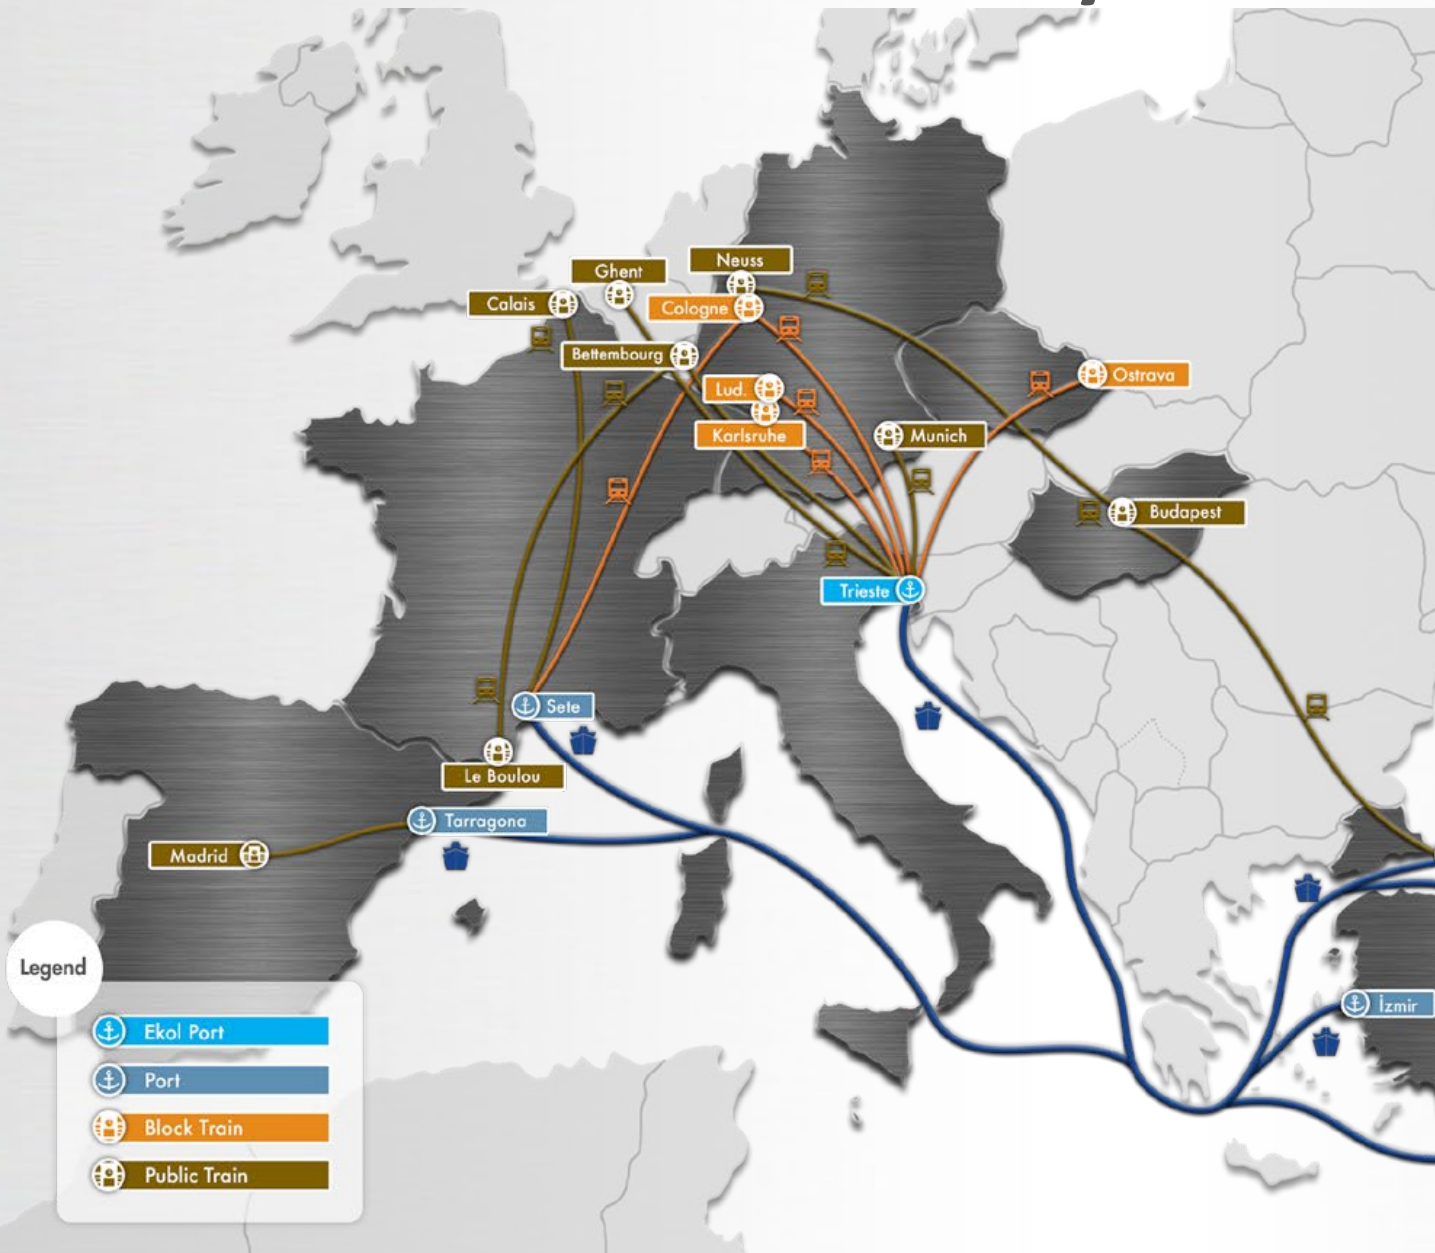 Neuss
Ghent
Calais
Cologne
Bettembourg
Ostrava
Lud.
Karlsruhe
Munich
Budapest
Trieste
Sete
Le Boulou
Tarragona
Madrid
Legend
İzmir
Ekol Port
Port
Block Train
Public Train